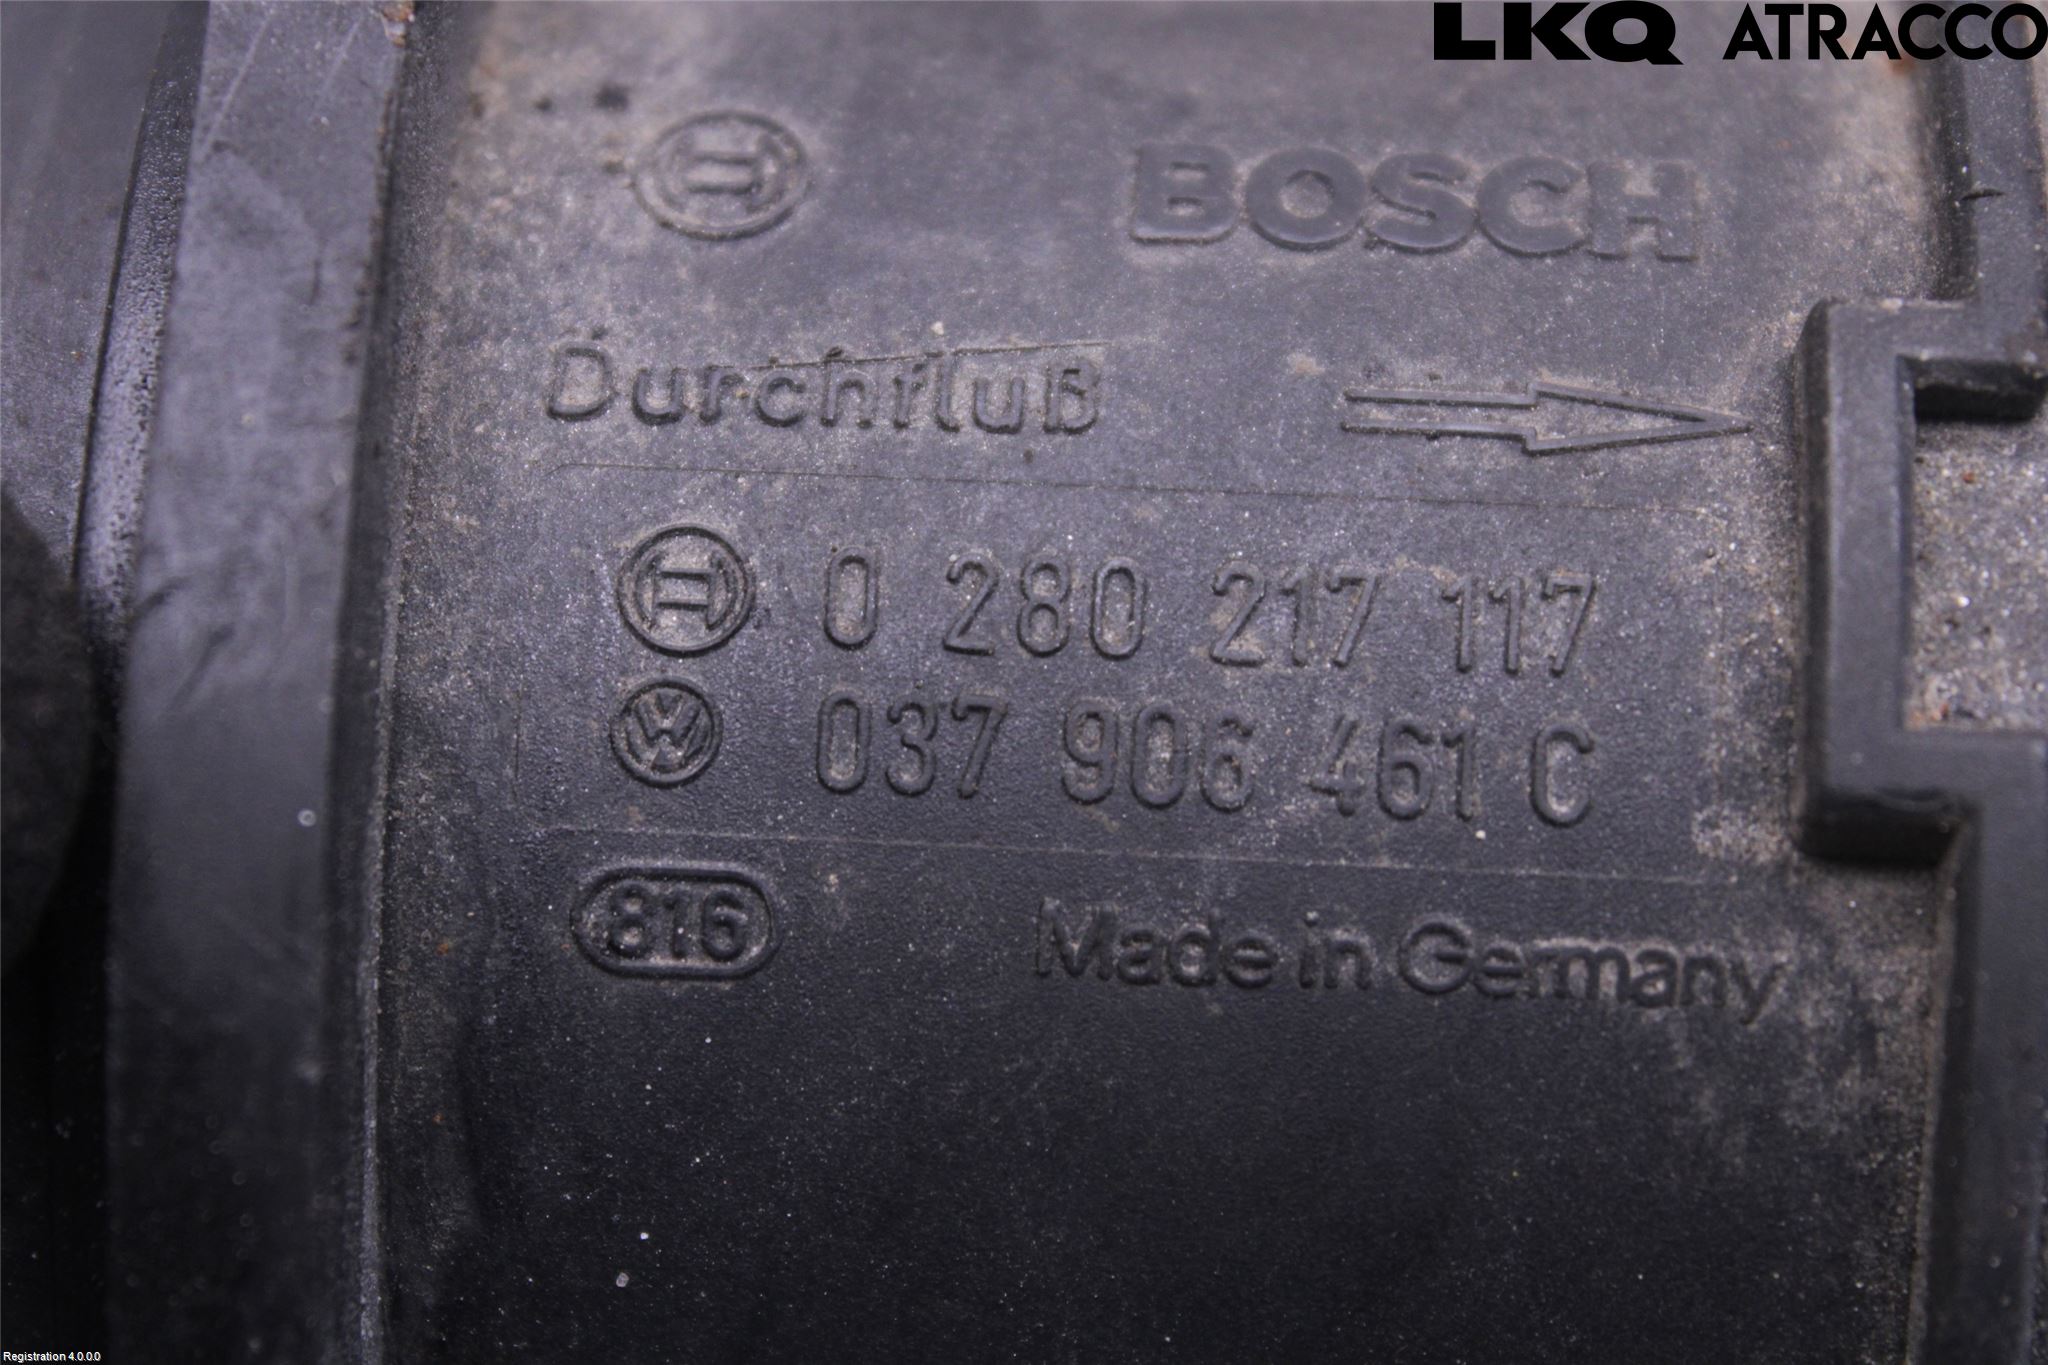 LKQ ATRACCO
BOSCH
Durchfluß
0 280 217 117
037 906 461 C
816
Made in Germany
Registration 4.0.0.0